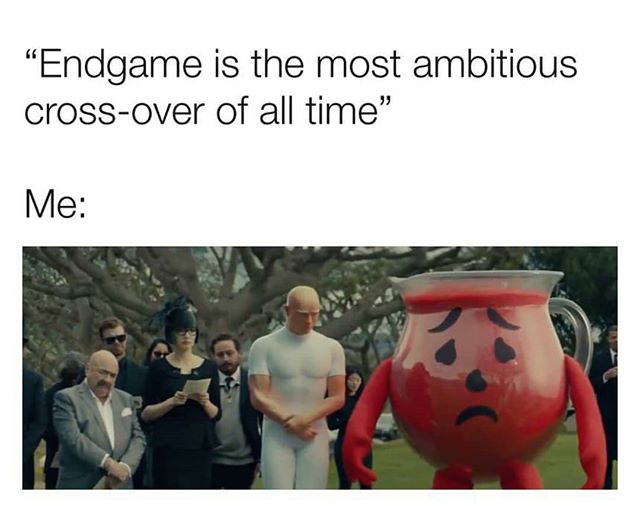 “Endgame is the most ambitious
cross-over of all time”
Me: